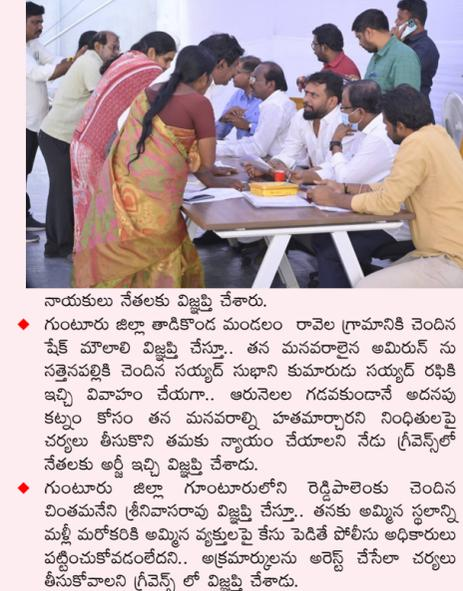 నాయకులు నేతలకు విజ్ఞప్తి చేశారు.
గుంటూరు జిల్లా తాడికొండ మండలం రావెల గ్రామానికి చెందిన
షేక్ మౌలాలి విజ్ఞప్తి చేస్తూ.. తన మనవరాలైన అమిరున్ ను
సత్తెనపల్లికి చెందిన సయ్యద్ సుభాని కుమారుడు సయ్యద్ రఫికి
ఇచ్చి వివాహం చేయగా.. ఆరునెలల గడవకుండానే అదనపు
కట్నం కోసం తన మనవరాల్ని హతమార్చారని నింధితులపై
చర్యలు తీసుకొని తమకు న్యాయం చేయాలని నేడు గ్రీవెన్స్‌లో
నేతలకు అర్జీ ఇచ్చి విజ్ఞప్తి చేశాడు.
గుంటూరు జిల్లా గూంటూరులోని రెడ్డిపాలెంకు చెందిన
చింతమనేని శ్రీనివాసరావు విజ్ఞప్తి చేస్తూ.. తనకు అమ్మిన స్థలాన్ని
మళ్లీ మరోకరికి అమ్మిన వ్యక్తులపై కేసు పెడితే పోలీసు అధికారులు
పట్టించుకోవడంలేదని.. అక్రమార్కులను అరెస్ట్ చేసేలా చర్యలు
తీసుకోవాలని గ్రీవెన్స్ లో విజ్ఞప్తి చేశాడు.